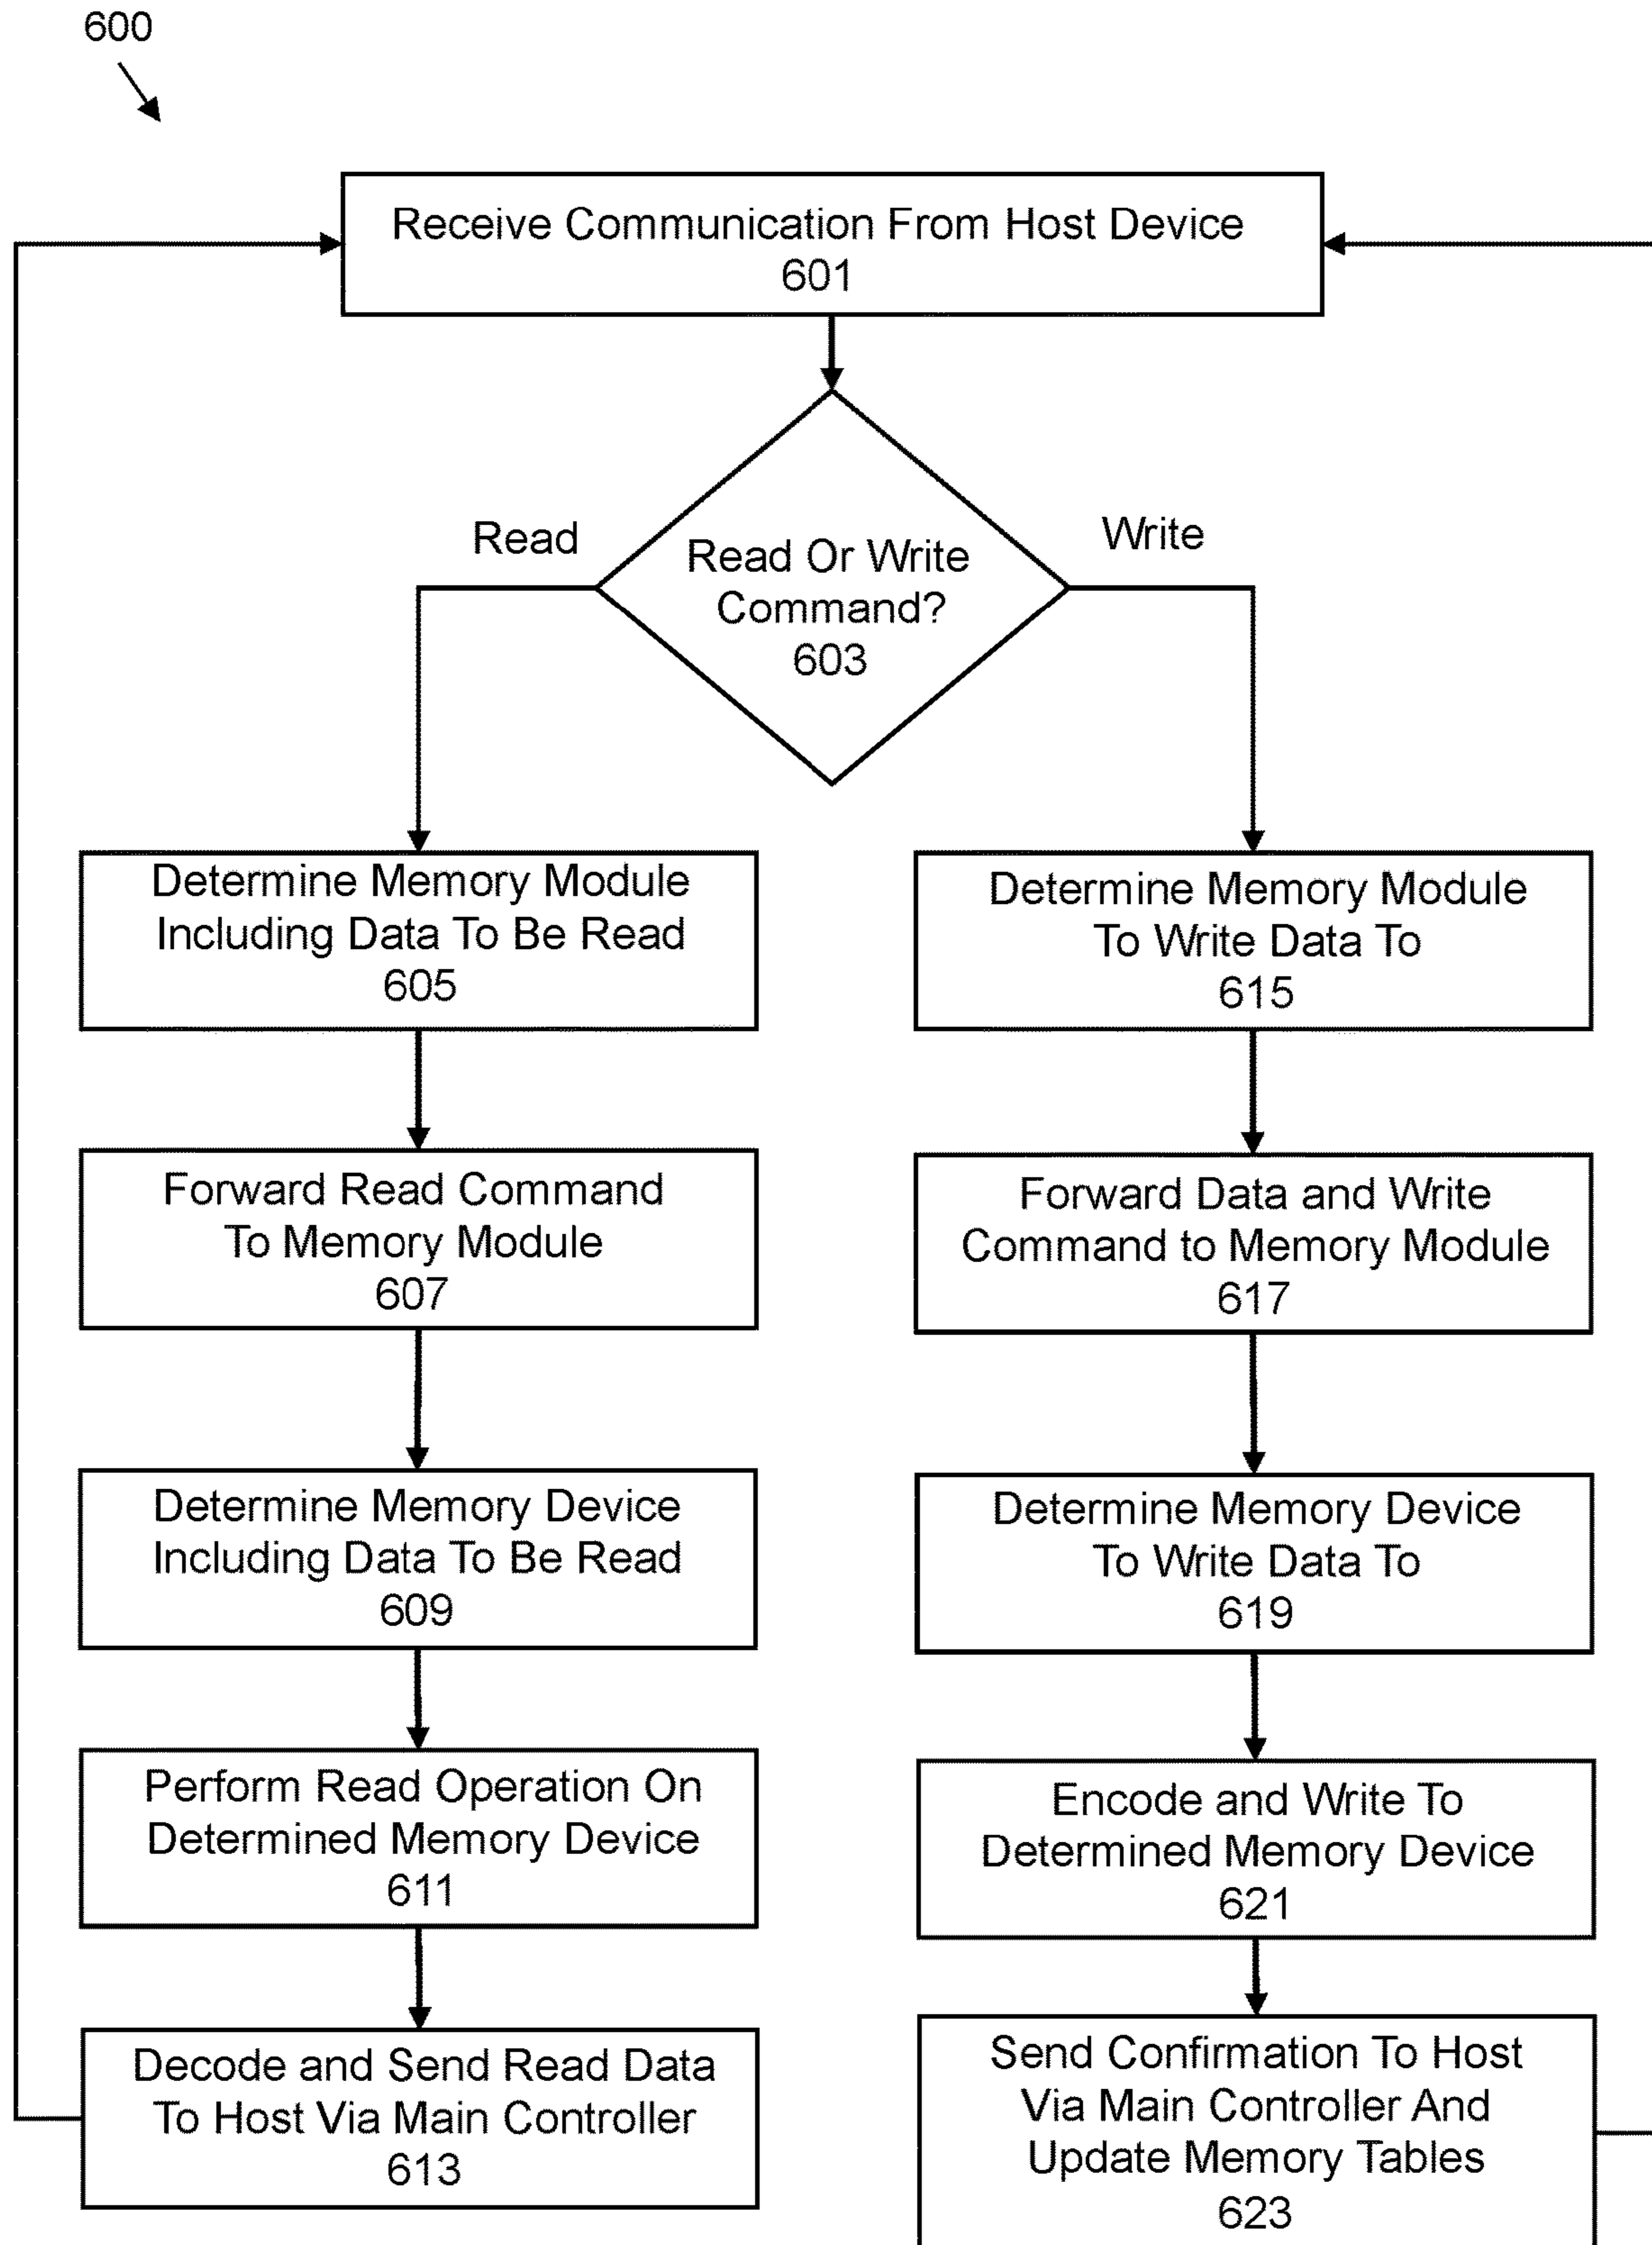 600
Receive Communication From Host Device
601
Read
Write
Read Or Write
Command?
603
Determine Memory Module
Including Data To Be Read
605
Forward Read Command
To Memory Module
607
Determine Memory Device
Including Data To Be Read
609
Perform Read Operation On
Determined Memory Device
611
Decode and Send Read Data
To Host Via Main Controller
613
Determine Memory Module
To Write Data To
615
Forward Data and Write
Command to Memory Module
617
Determine Memory Device
To Write Data To
619
Encode and Write To
Determined Memory Device
621
Send Confirmation To Host
Via Main Controller And
Update Memory Tables
623